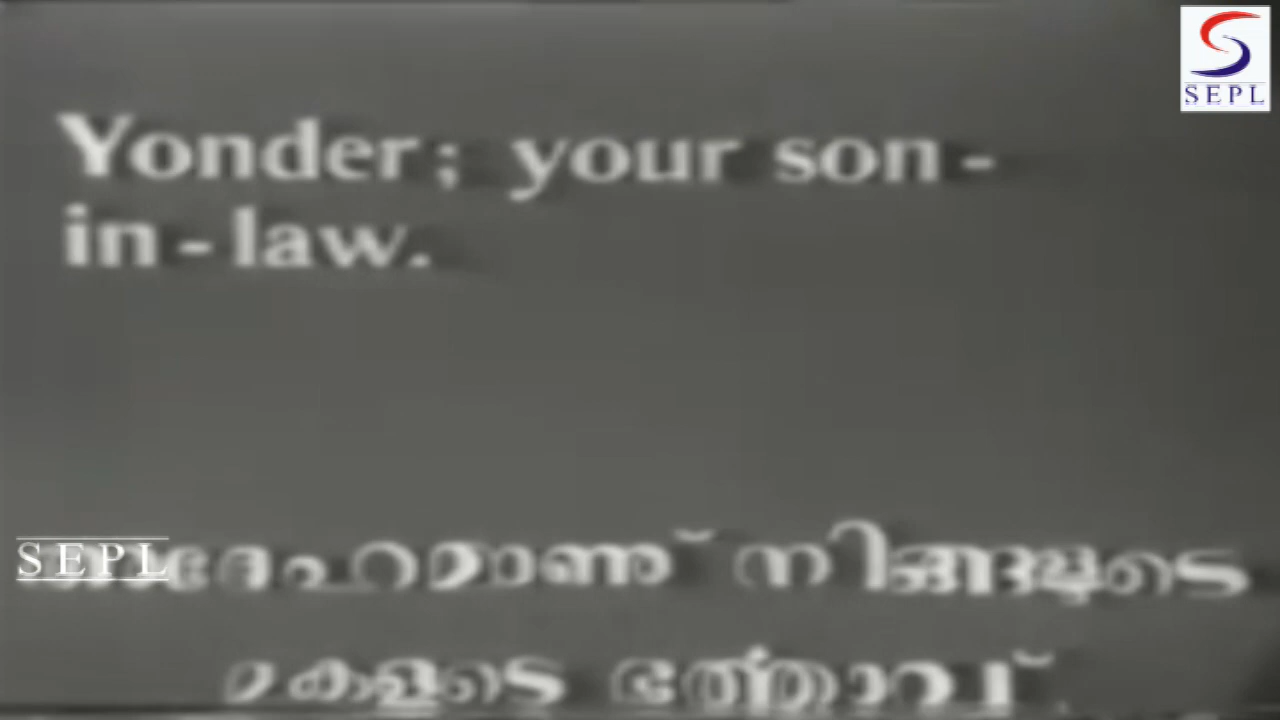 SEPL
Yonder; your son-
in-law.
SEPL
നിങ്ങളുടെ
മകളുടെ ഭർത്താവ്.